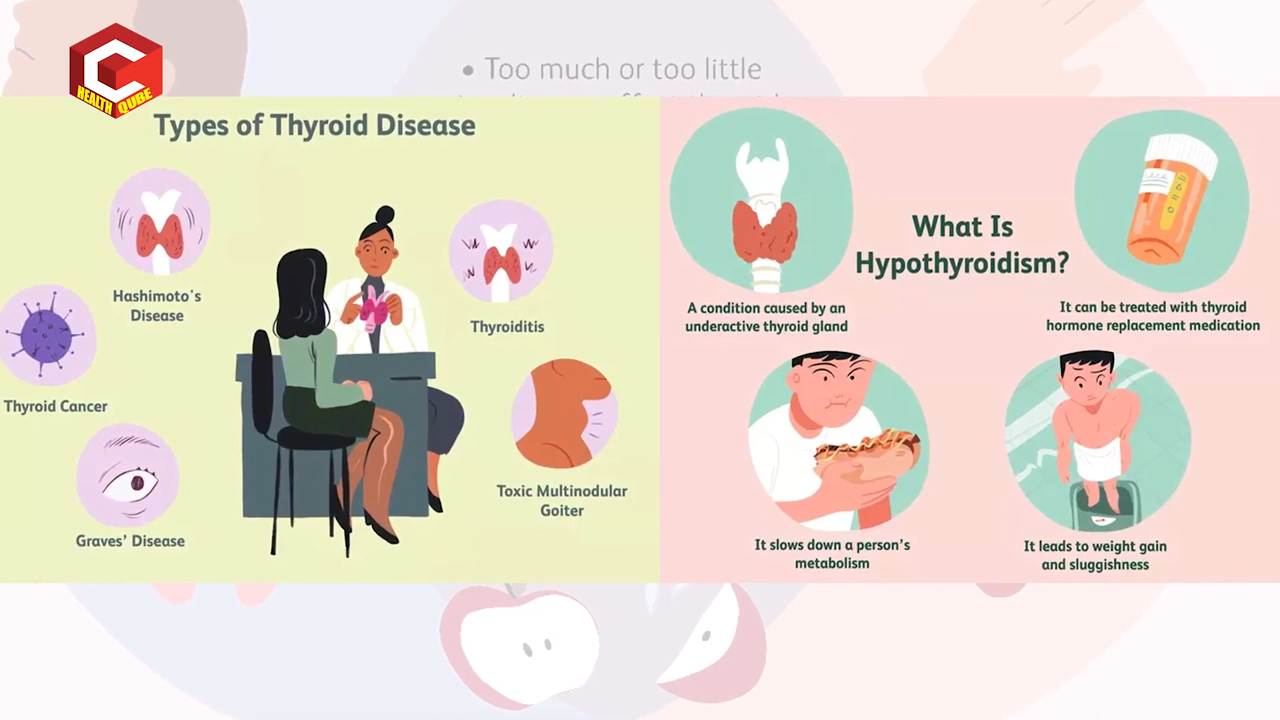 HEALTH QUBE
• Too much or too little
Types of Thyroid Disease
Hashimoto's
Disease
Thyroiditis
Thyroid Cancer
Toxic Multinodular
Goiter
Graves' Disease
What Is
Hypothyroidism?
A condition caused by an
underactive thyroid gland
It can be treated with thyroid
hormone replacement medication
It slows down a person's
metabolism
It leads to weight gain
and sluggishness